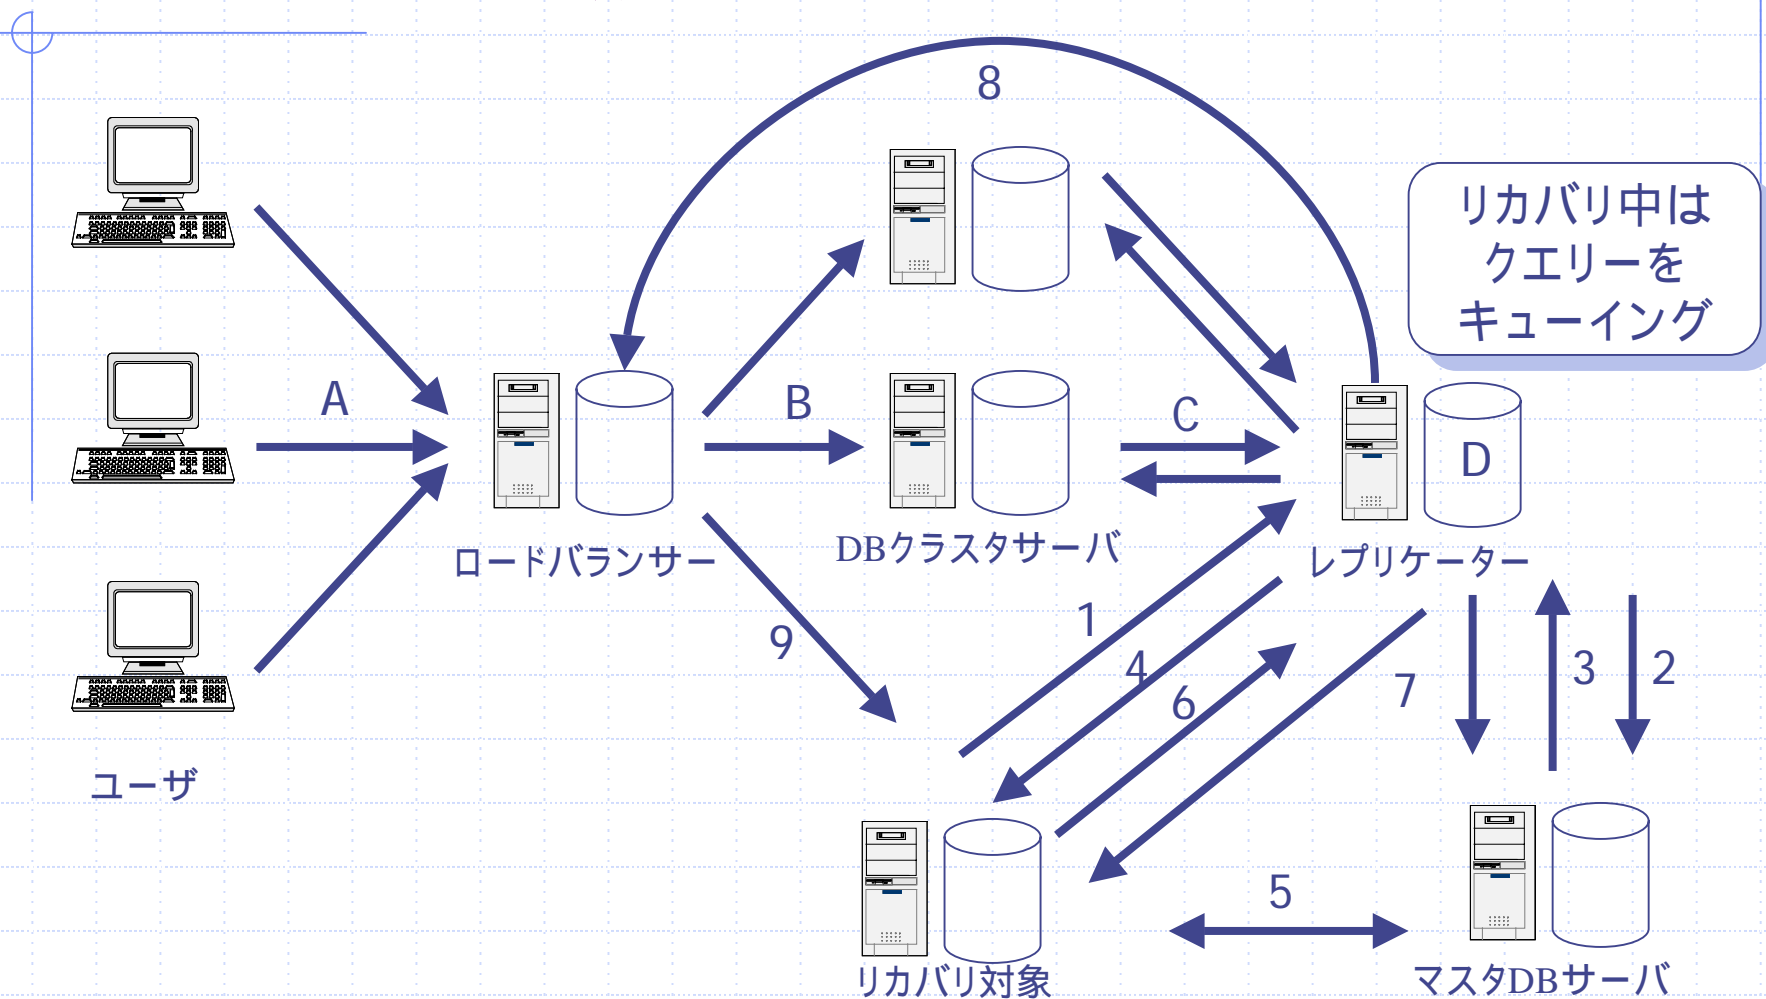 8
リカバリ中は
クエリーを
キューイング
A
B
C
D
ロードバランサー
DBクラスタサーバ
レプリケーター
1
9
4
6
7
3
2
ユーザ
5
リカバリ対象
マスタDBサーバ